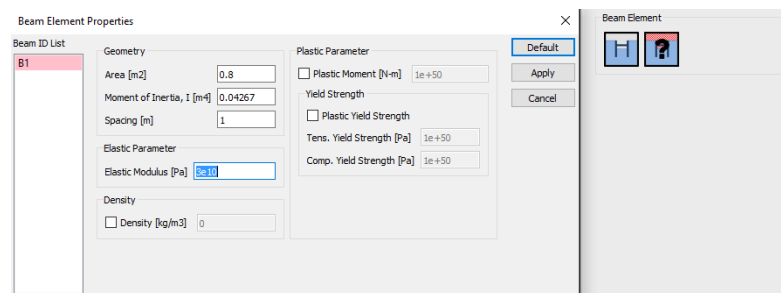 Beam Element Properties
Beam ID List
B1
Geometry
Area [m2] 0.8
Moment of Inertia, I [m4] 0.04267
Spacing [m] 1
Elastic Parameter
Elastic Modulus [Pa] 3e10
Density
Density [kg/m3] 0
Plastic Parameter
Plastic Moment [N-m] 1e+50
Yield Strength
Plastic Yield Strength
Tens. Yield Strength [Pa] 1e+50
Comp. Yield Strength [Pa] 1e+50
Default
Apply
Cancel
Beam Element
?